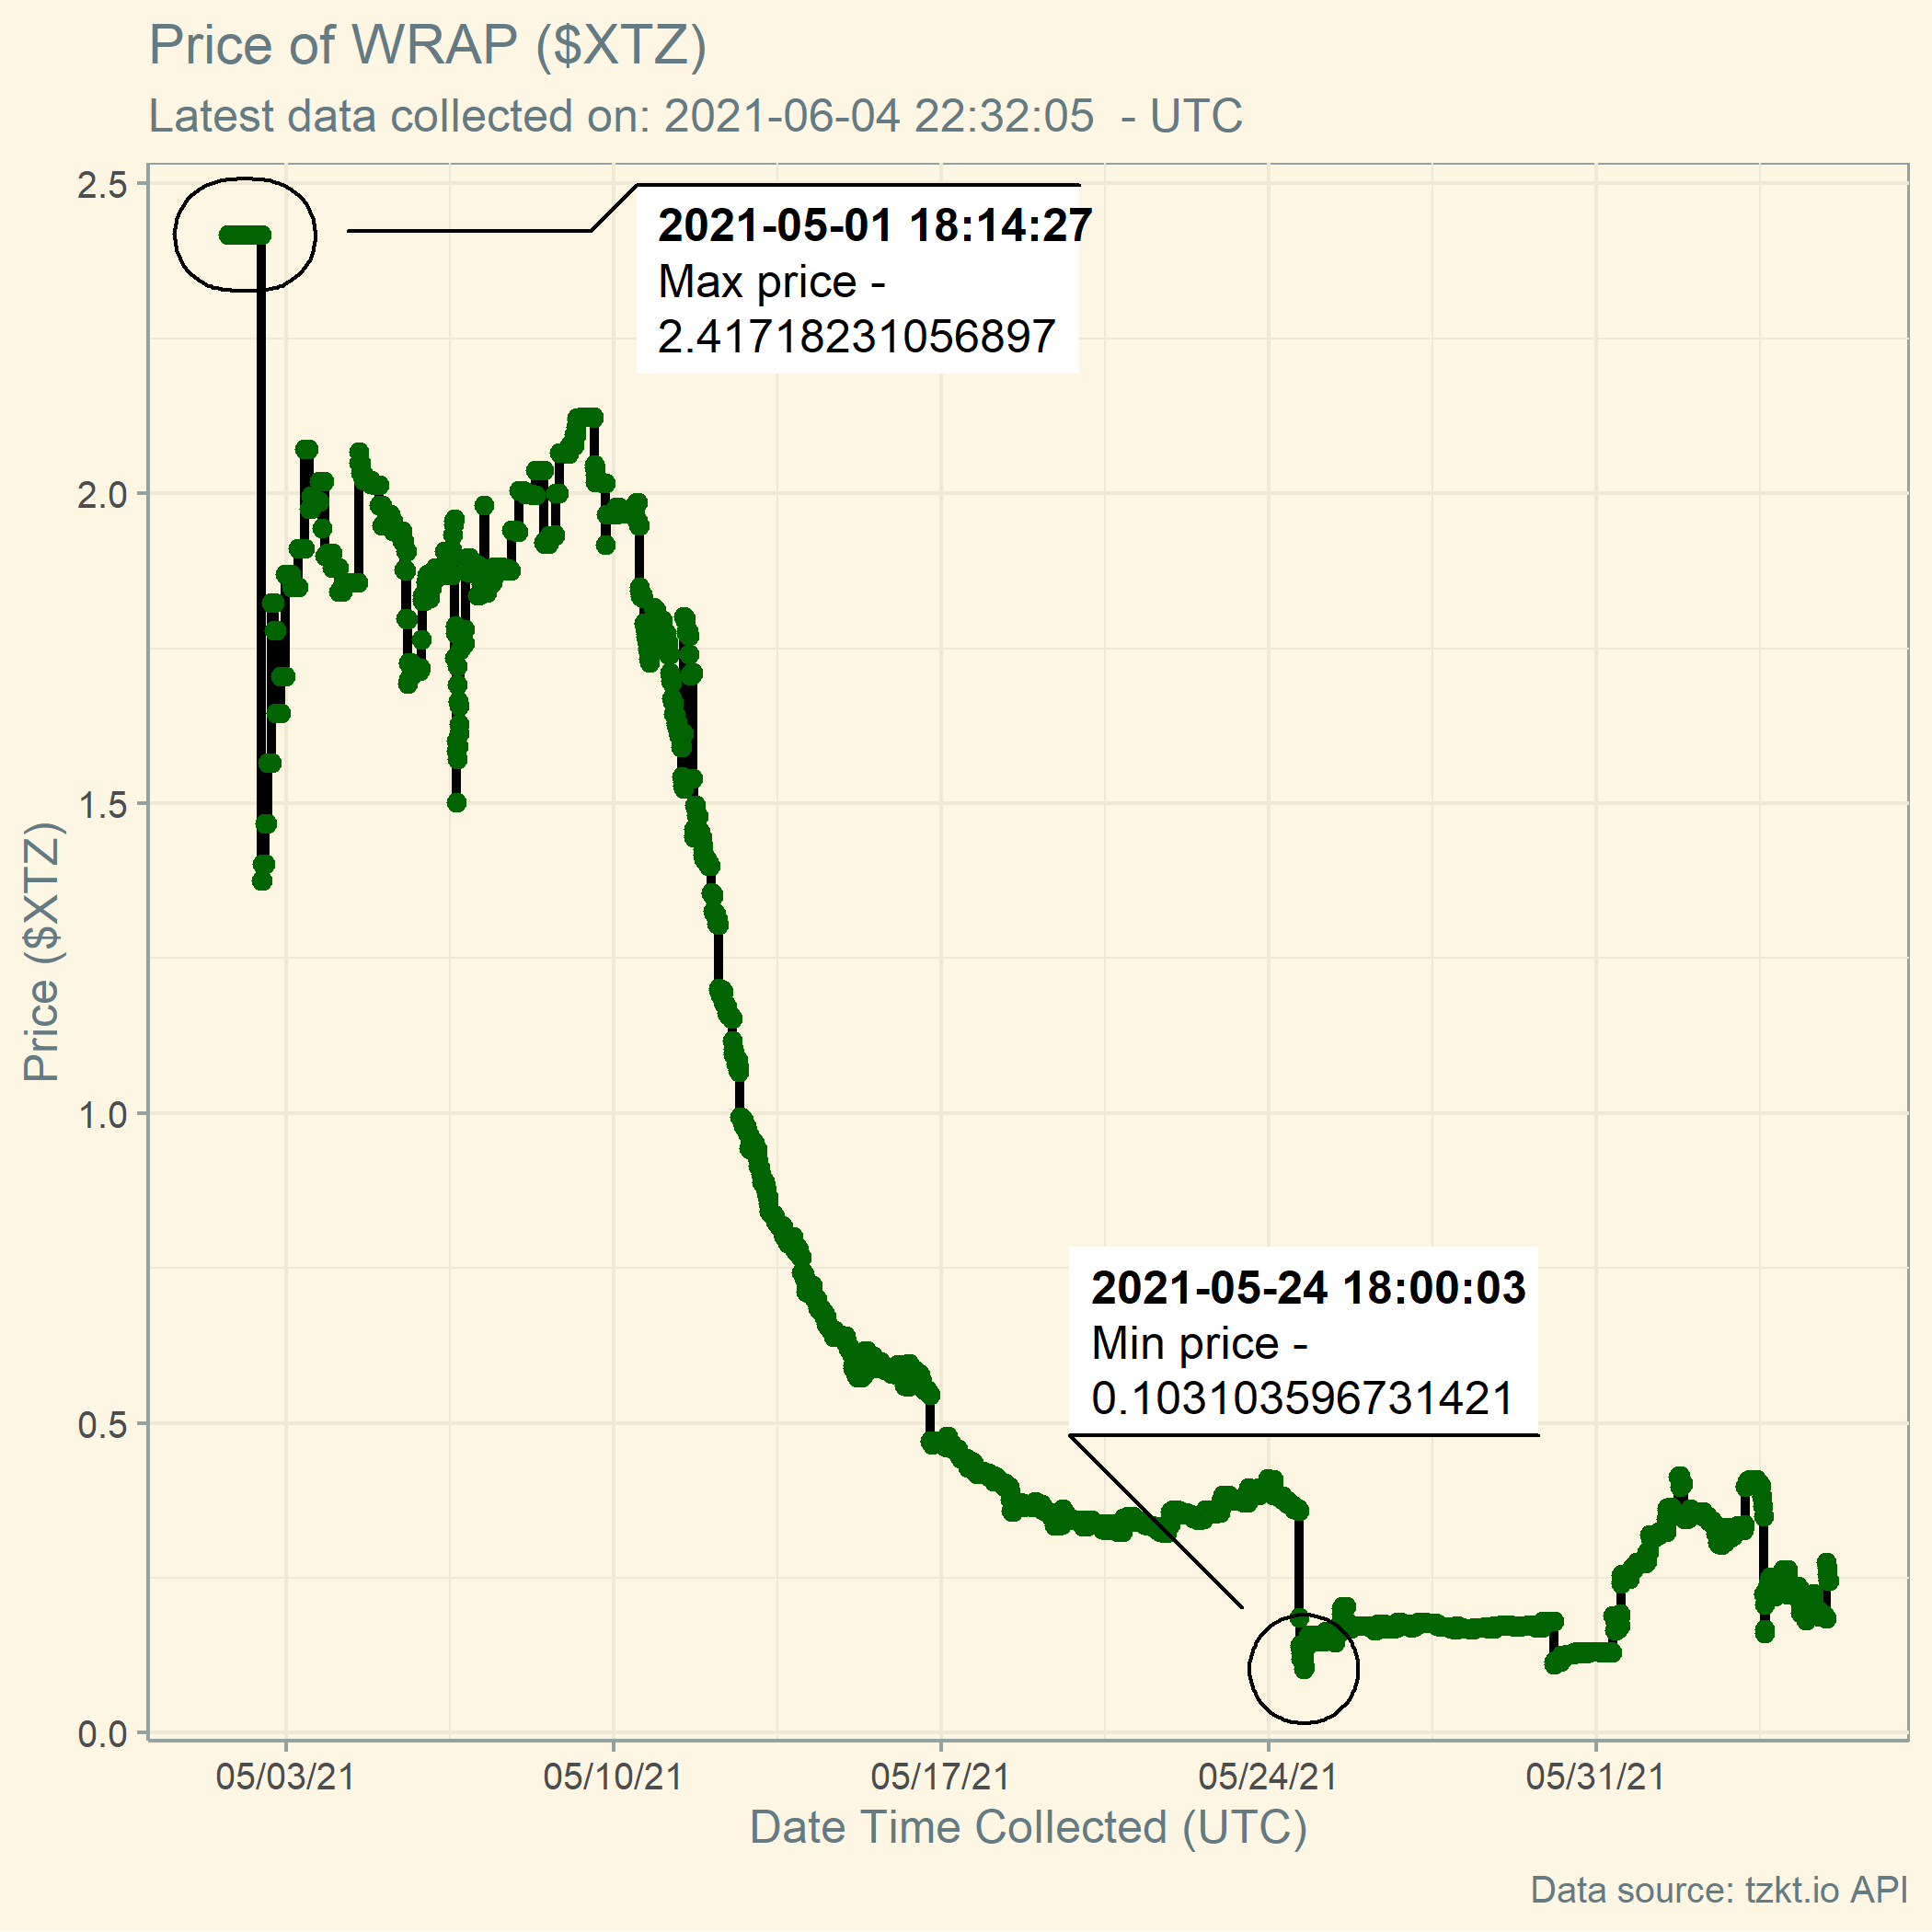 Price of WRAP ($XTZ)
Latest data collected on: 2021-06-04 22:32:05  - UTC
2021-05-01 18:14:27
Max price -
2.41718231056897
2021-05-24 18:00:03
Min price -
0.103103596731421
Price ($XTZ)
2.5
2.0
1.5
1.0
0.5
0.0
05/03/21
05/10/21
05/17/21
05/24/21
05/31/21
Date Time Collected (UTC)
Data source: tzkt.io API